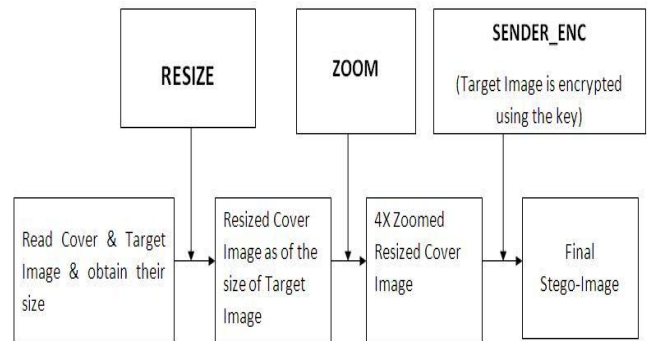 RESIZE
ZOOM
SENDER_ENC
(Target Image is encrypted
using the key)
Read Cover & Target
Image & obtain their
size
Resized Cover
Image as of the
size of Target
Image
4X Zoomed
Resized Cover
Image
Final
Stego-Image